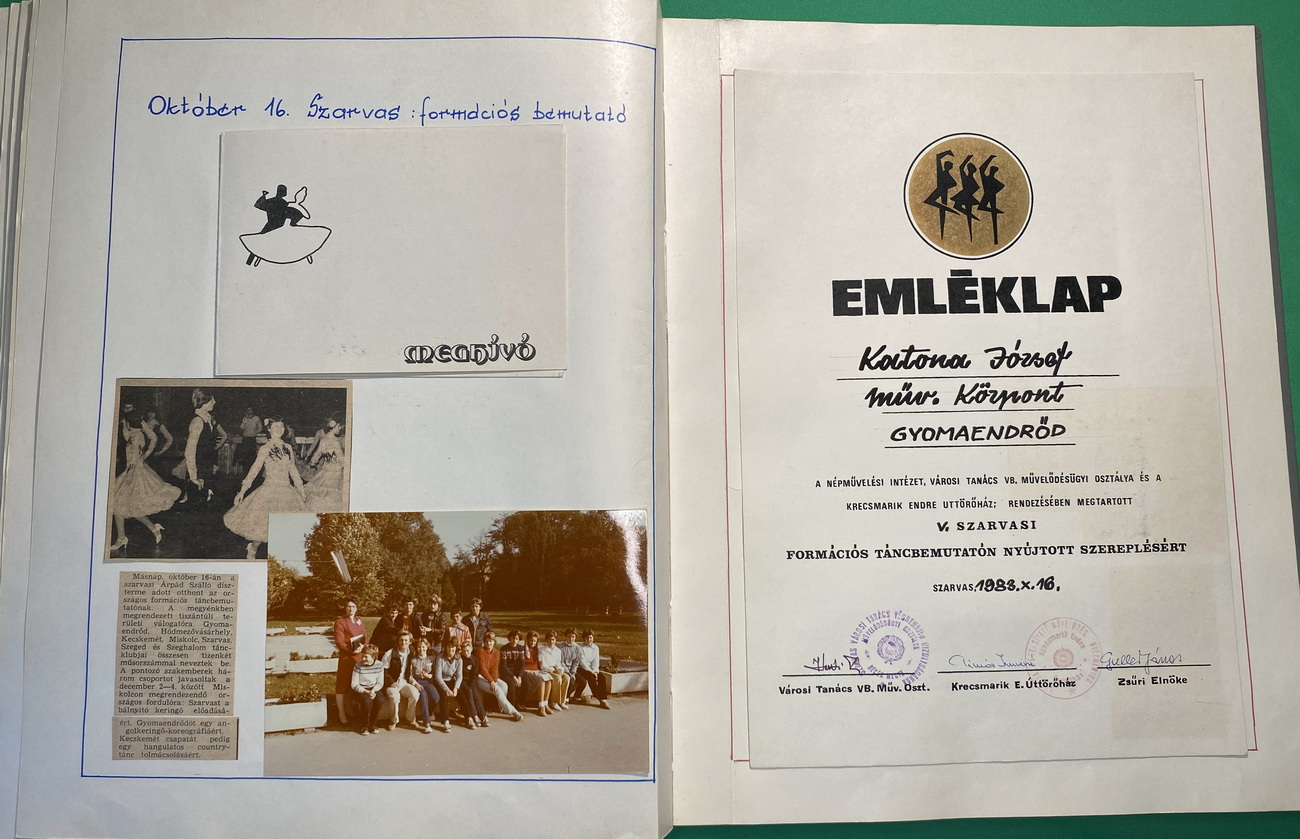 Október 16. Szarvas : formációs bemutató
MEGHÍVÓ
Másnap, október 16-án a
szarvasi Árpád Szálló dísz-
terme adott otthont az or-
szágos formációs táncbemu-
tatónak. A megyénkben
megrendezett tiszántúli te-
rületi válogatóra Gyoma-
endrőd, Hódmezővásárhely,
Kecskemét, Miskolc, Szarvas,
Szeged és Szeghalom tánc-
klubjai összesen tizenkét
műsorszámmal neveztek be.
A pontozó szakemberek há-
rom csoportot javasoltak a
december 2—4. között Mis-
kolcon megrendezendő or-
szágos fordulóra: Szarvast a
bálnyitó keringő előadásá-
ért, Gyomaendrődöt egy an-
golkeringő-koreográfiáért.
Kecskemét csapatát pedig
egy hangulatos country-
tánc tolmácsolásáért.
EMLÉKLAP
Katona József
műv. Központ
GYOMAENDRŐD
A NÉPMŰVELÉSI INTÉZET, VÁROSI TANÁCS VB. MŰVELŐDÉSÜGYI OSZTÁLYA ÉS A
KRECSMARIK ENDRE UTTÖRŐHÁZ; RENDEZÉSÉBEN MEGTARTOTT
V. SZARVASI
FORMÁCIÓS TÁNCBEMUTATÓN NYÚJTOTT SZEREPLÉSÉRT
SZARVAS, 1983. X. 16.
Városi Tanács VB. Műv. Oszt.
Krecsmarik E. Úttörőház
Zsűri Elnöke